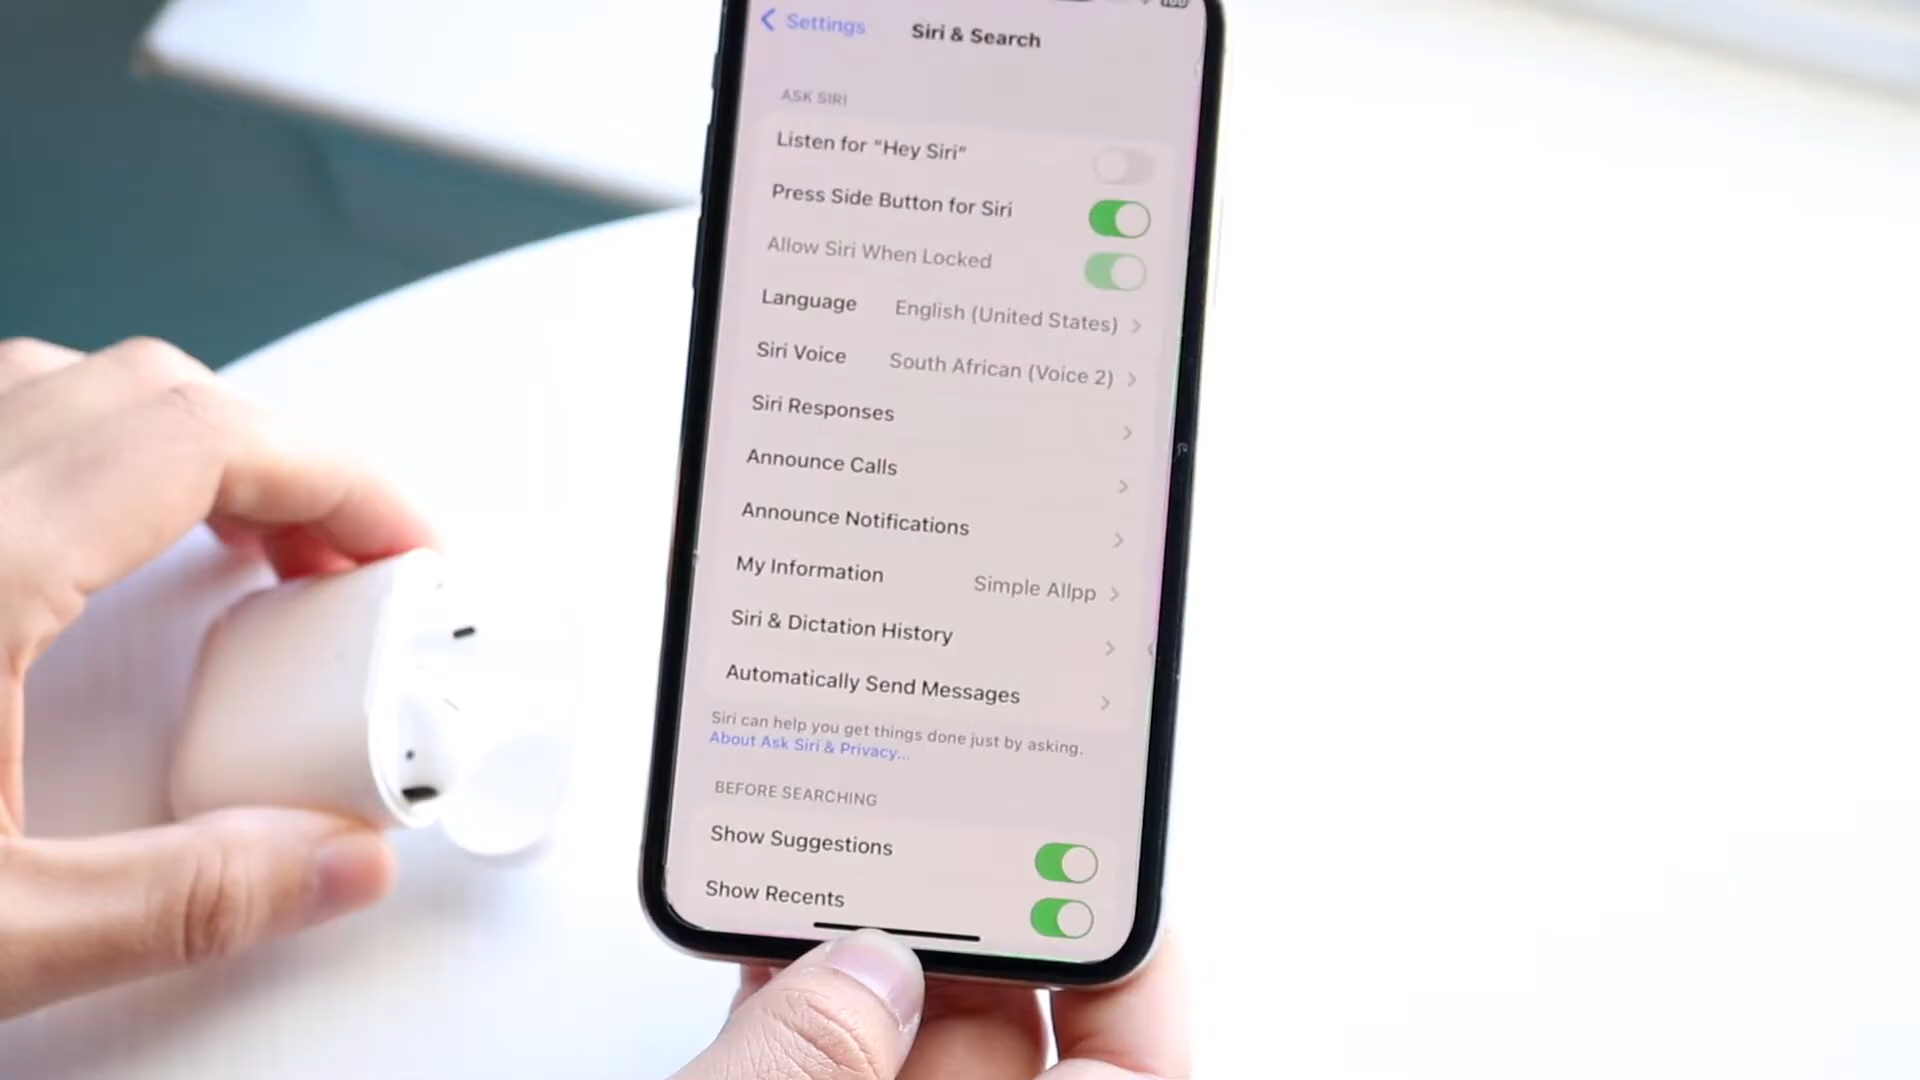 Settings
Siri & Search
ASK SIRI
Listen for "Hey Siri"
Press Side Button for Siri
Allow Siri When Locked
Language English (United States)
Siri Voice South African (Voice 2)
Siri Responses
Announce Calls
Announce Notifications
My Information Simple Allpp
Siri & Dictation History
Automatically Send Messages
Siri can help you get things done just by asking.
About Ask Siri & Privacy...
BEFORE SEARCHING
Show Suggestions
Show Recents